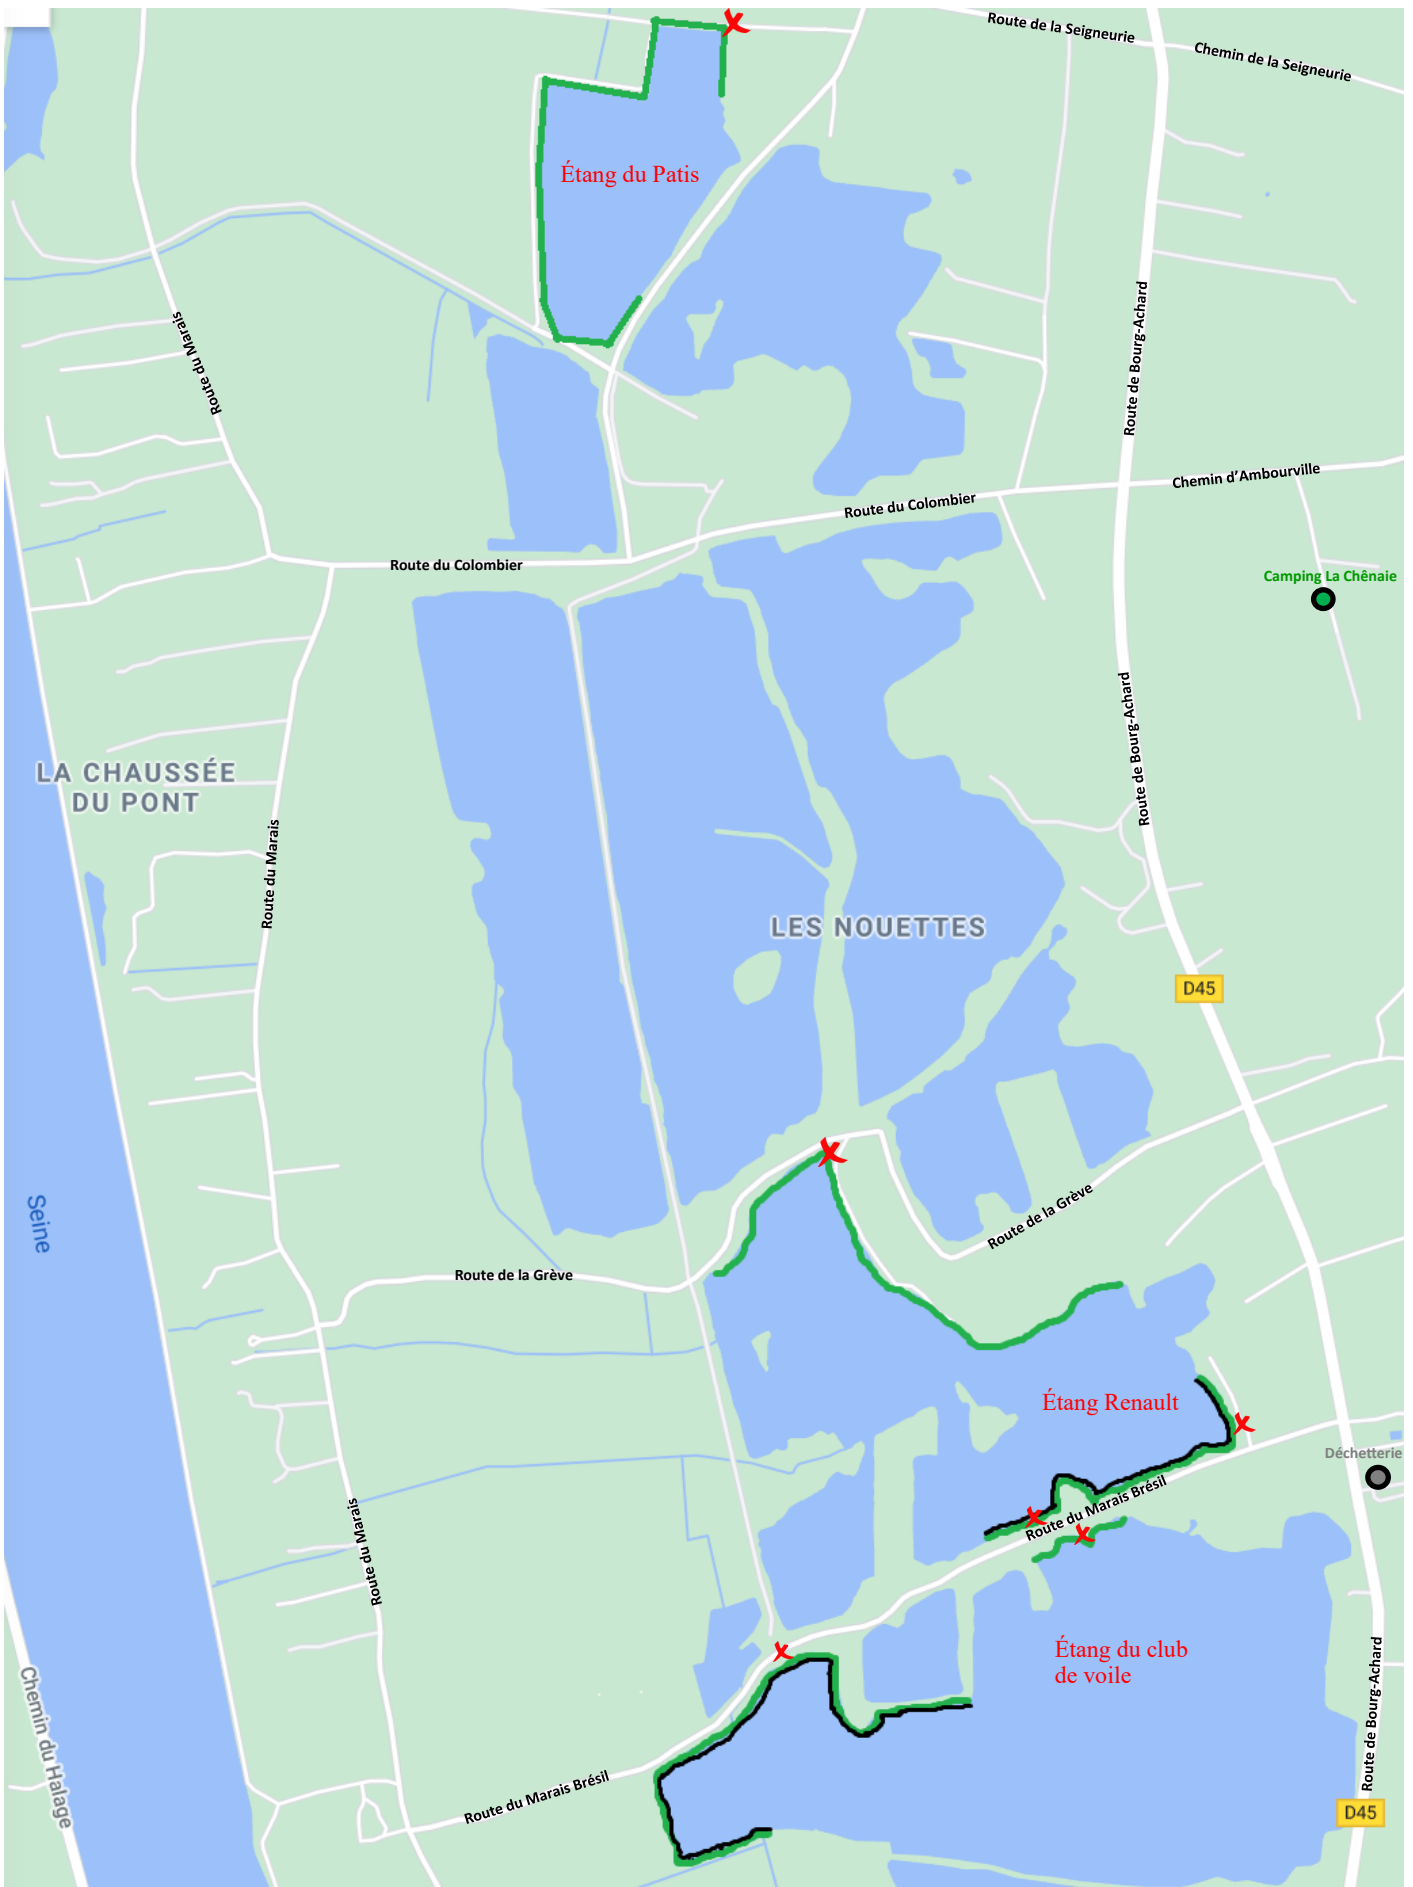 Route de la Seigneurie
Chemin de la Seigneurie
Étang du Patis
Route du Marais
Route de Bourg-Achard
Chemin d’Ambourville
Route du Colombier
Route du Colombier
Camping La Chênaie
Route de Bourg-Achard
LA CHAUSSÉE
DU PONT
Route du Marais
LES NOUETTES
D45
Seine
Route de la Grève
Route de la Grève
Étang Renault
Déchetterie
Route du Marais Brésil
Route du Marais
Étang du club
de voile
Chemin du Halage
Route de Bourg-Achard
Route du Marais Brésil
D45